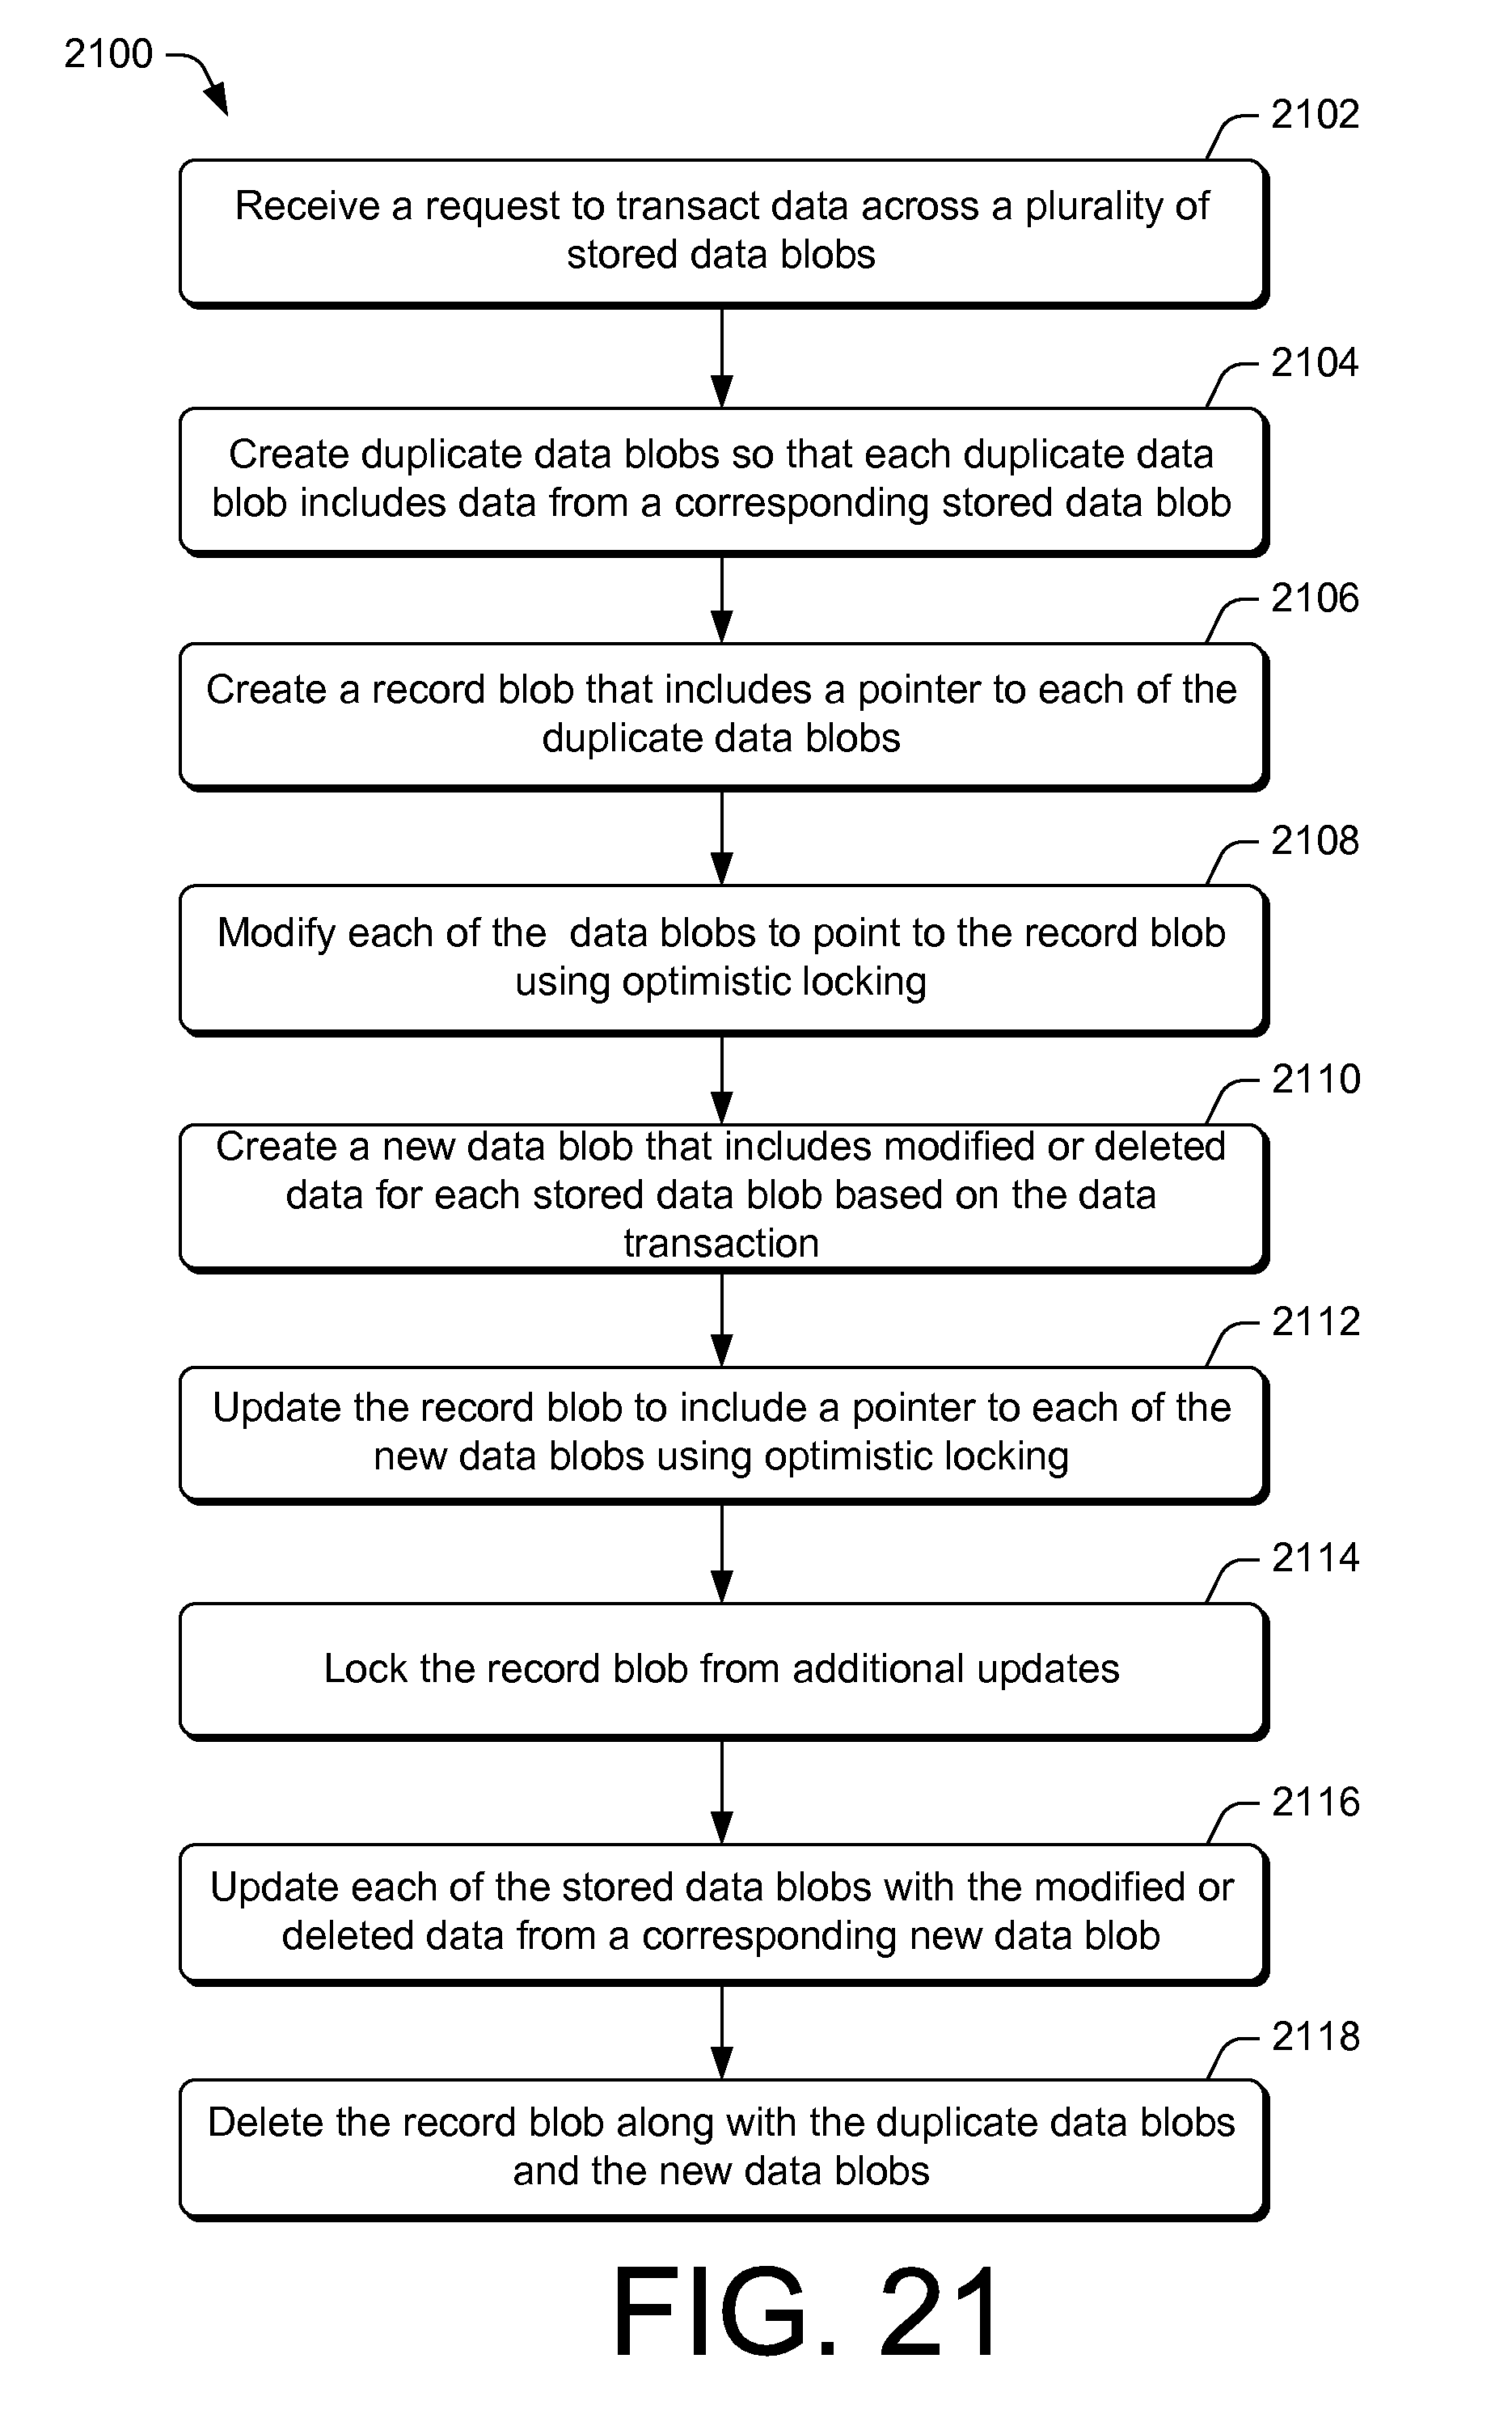 2100
2102
Receive a request to transact data across a plurality of
stored data blobs
2104
Create duplicate data blobs so that each duplicate data
blob includes data from a corresponding stored data blob
2106
Create a record blob that includes a pointer to each of the
duplicate data blobs
2108
Modify each of the  data blobs to point to the record blob
using optimistic locking
2110
Create a new data blob that includes modified or deleted
data for each stored data blob based on the data
transaction
2112
Update the record blob to include a pointer to each of the
new data blobs using optimistic locking
2114
Lock the record blob from additional updates
2116
Update each of the stored data blobs with the modified or
deleted data from a corresponding new data blob
2118
Delete the record blob along with the duplicate data blobs
and the new data blobs
FIG. 21